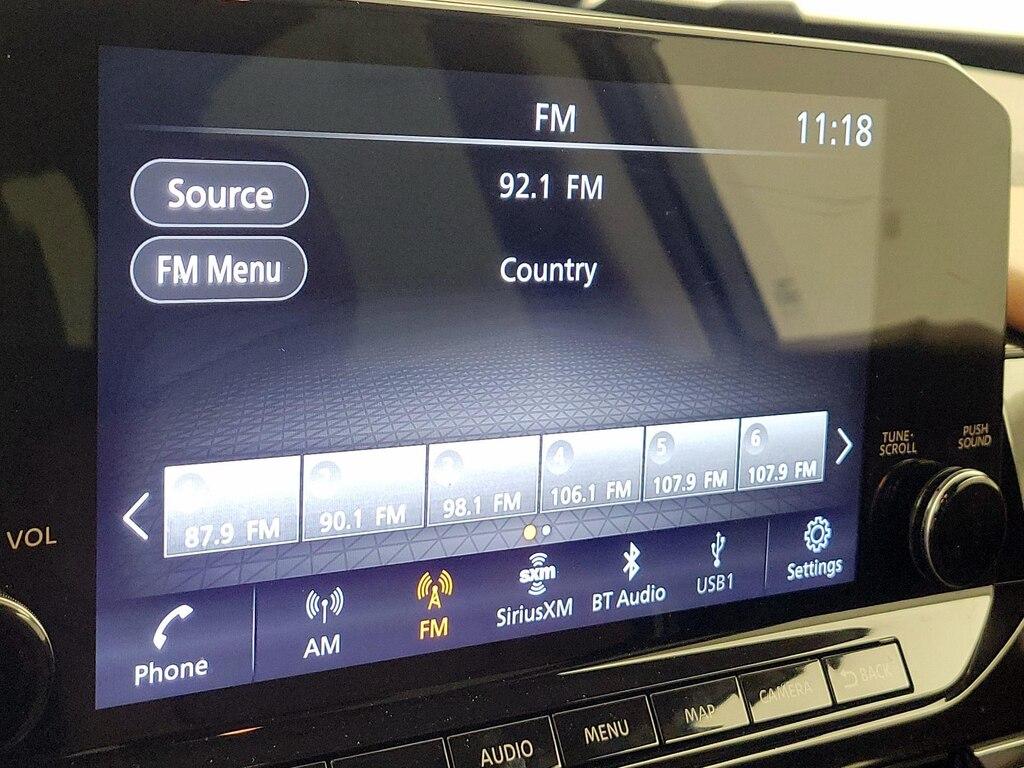 FM
11:18
Source
92.1 FM
FM Menu
Country
TUNE·
SCROLL
PUSH
SOUND
4
5
6
87.9 FM
90.1 FM
98.1 FM
106.1 FM
107.9 FM
107.9 FM
VOL
Phone
AM
FM
sxm
SiriusXM
BT Audio
USB1
Settings
AUDIO
MENU
MAP
CAMERA
BACK